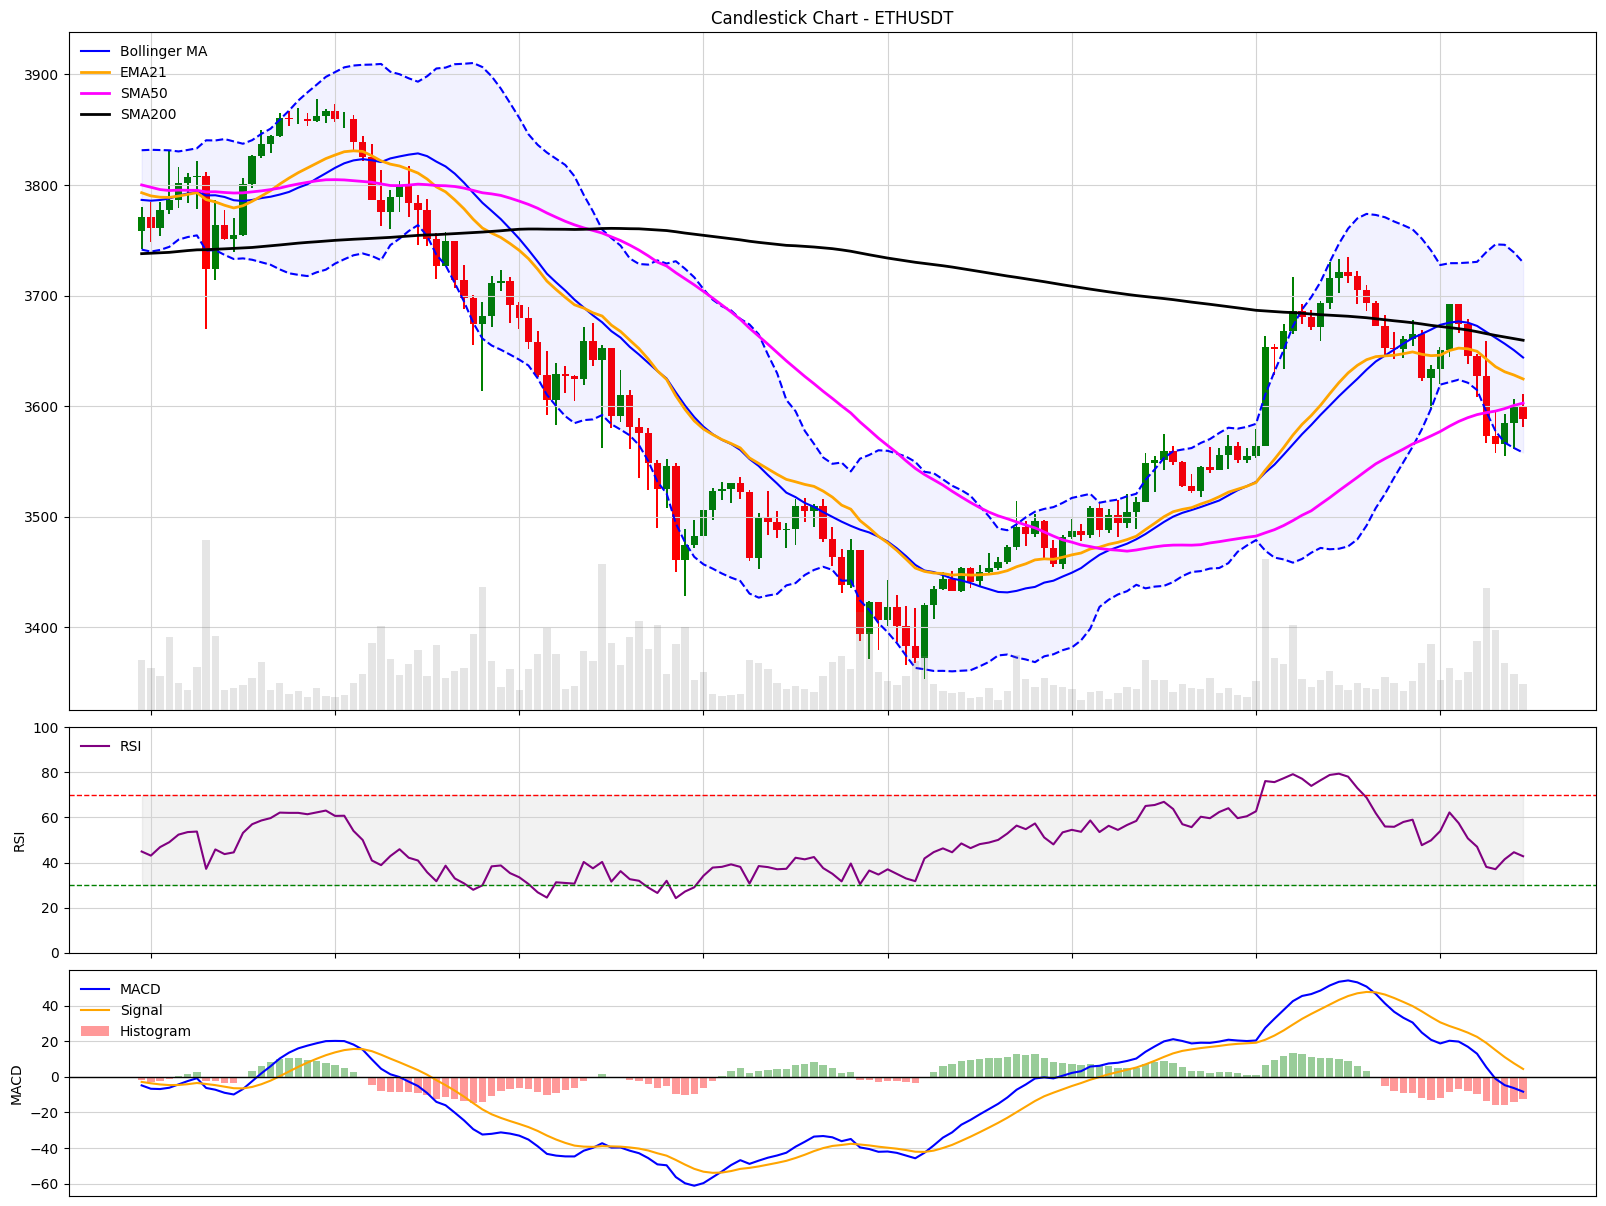 Candlestick Chart - ETHUSDT
Bollinger MA
EMA21
SMA50
SMA200
3900
3800
3700
3600
3500
3400
RSI
100
80
60
40
20
0
RSI
MACD
Signal
Histogram
40
20
0
−20
−40
−60
MACD